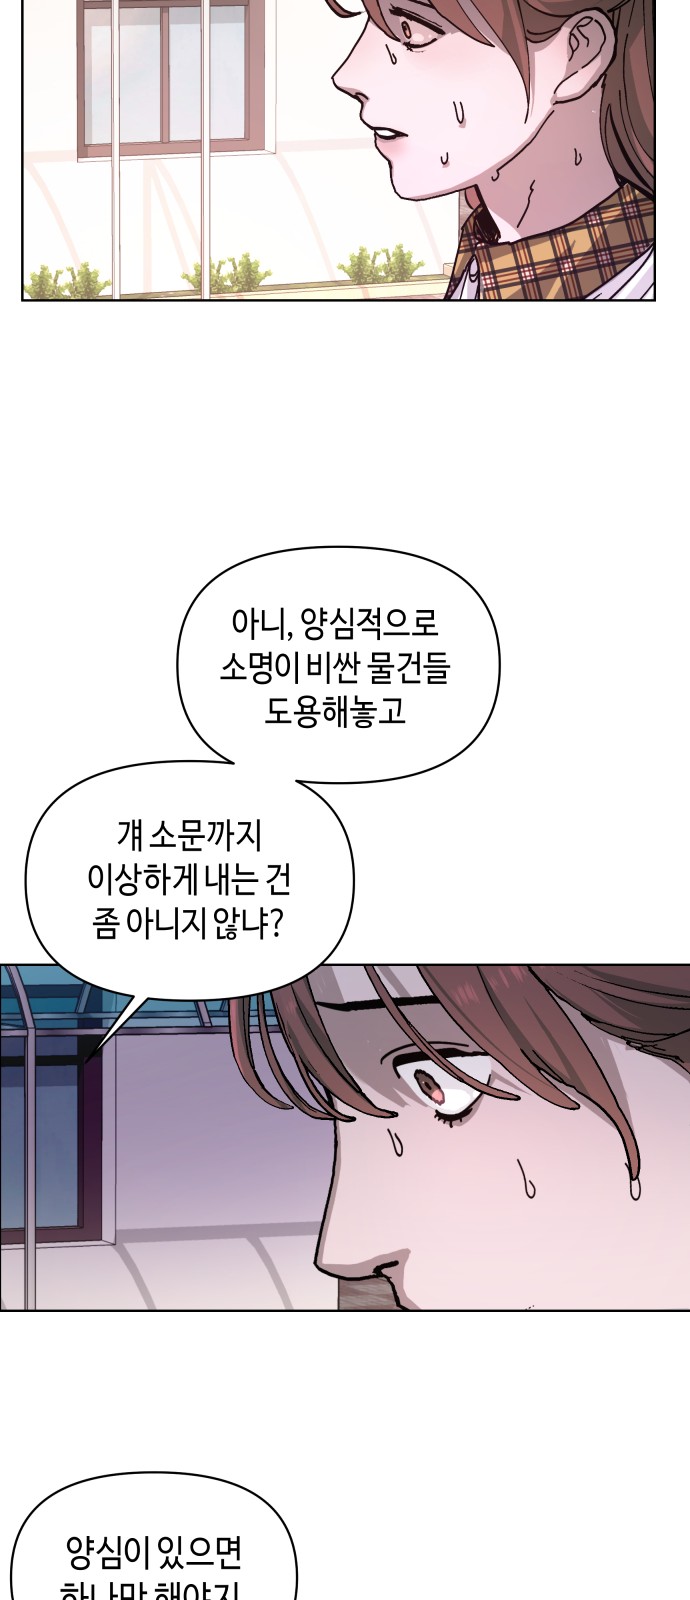 아니, 양심적으로
소명이 비싼 물건들
도용해놓고
걔 소문까지
이상하게 내는 건
좀 아니지 않냐?
양심이 있으면
하나만 해야지